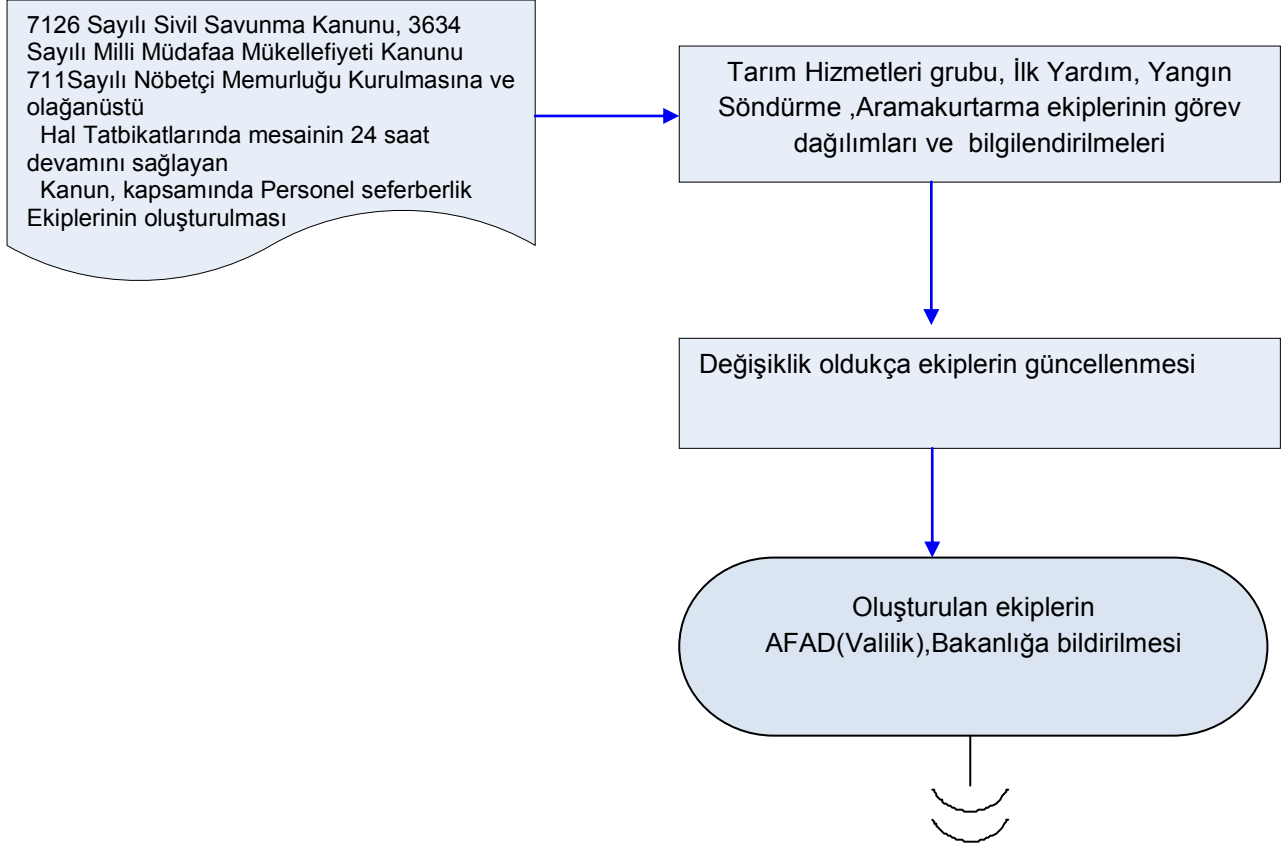 7126 Sayılı Sivil Savunma Kanunu, 3634
Sayılı Milli Müdafaa Mükellefiyeti Kanunu
711Sayılı Nöbetçi Memurluğu Kurulmasına ve
olağanüstü
Hal Tatbikatlarında mesainin 24 saat
devamını sağlayan
Kanun, kapsamında Personel seferberlik
Ekiplerinin oluşturulması
Tarım Hizmetleri grubu, İlk Yardım, Yangın
Söndürme ,Aramakurtarma ekiplerinin görev
dağılımları ve bilgilendirilmeleri
Değişiklik oldukça ekiplerin güncellenmesi
Oluşturulan ekiplerin
AFAD(Valilik),Bakanlığa bildirilmesi